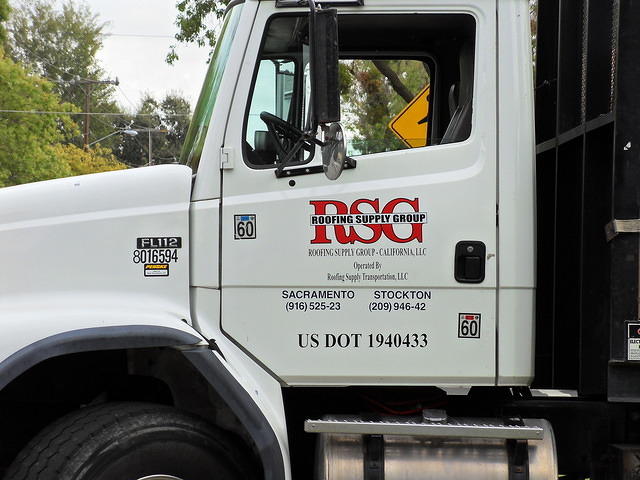 RSG
ROOFING SUPPLY GROUP
ROOFING SUPPLY GROUP - CALIFORNIA, LLC
Operated By
Roofing Supply Transportation, LLC
60
FL112
8016594
PENSKE
SACRAMENTO STOCKTON
(916) 525-23 (209) 946-42
60
US DOT 1940433